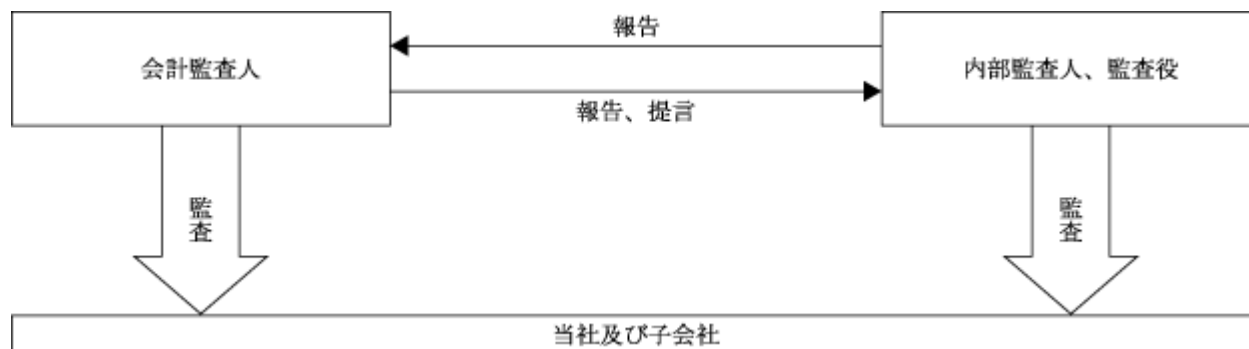 報告
会計監査人
内部監査人、監査役
報告、提言
監査
監査
当社及び子会社